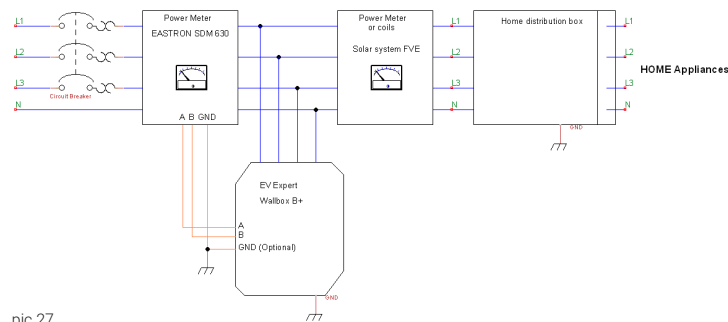 L1
L2
L3
N
Circuit Breaker
Power Meter
EASTRON SDM 630
A B GND
Power Meter
or coils
Solar system FVE
L1
L2
L3
N
Home distribution box
GND
L1
L2
L3
N
HOME Appliances
EV Expert
Wallbox B+
A
B
GND (Optional)
GND
pic 27